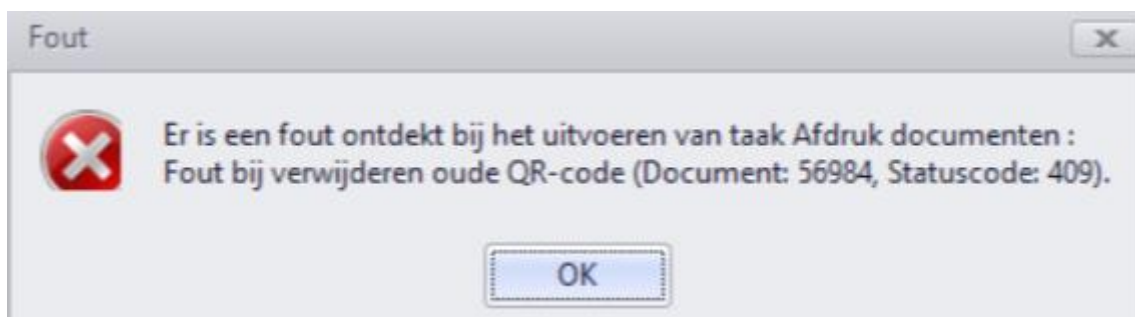 Fout
Er is een fout ontdekt bij het uitvoeren van taak Afdruk documenten :
Fout bij verwijderen oude QR-code (Document: 56984, Statuscode: 409).
OK